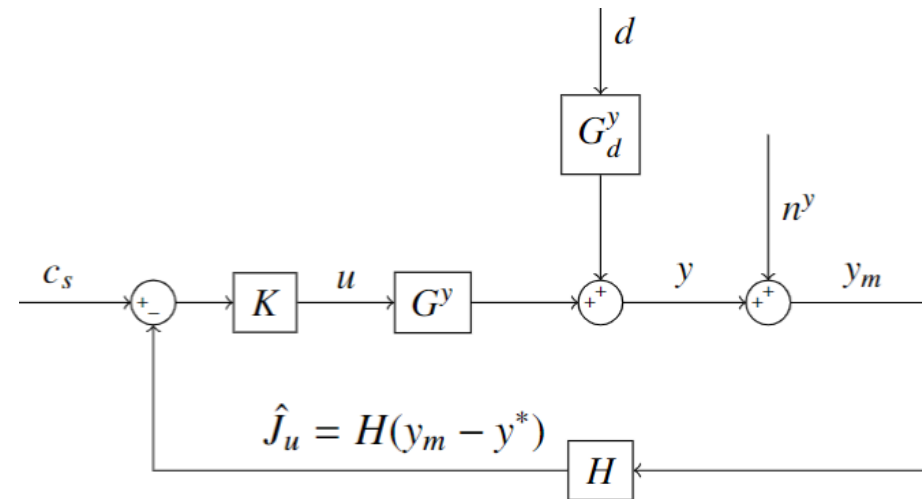 d
G_d^y
n^y
c_s
+
−
K
u
G^y
+
+
y
+
+
y_m
Ĵ_u = H(y_m − y*)
H